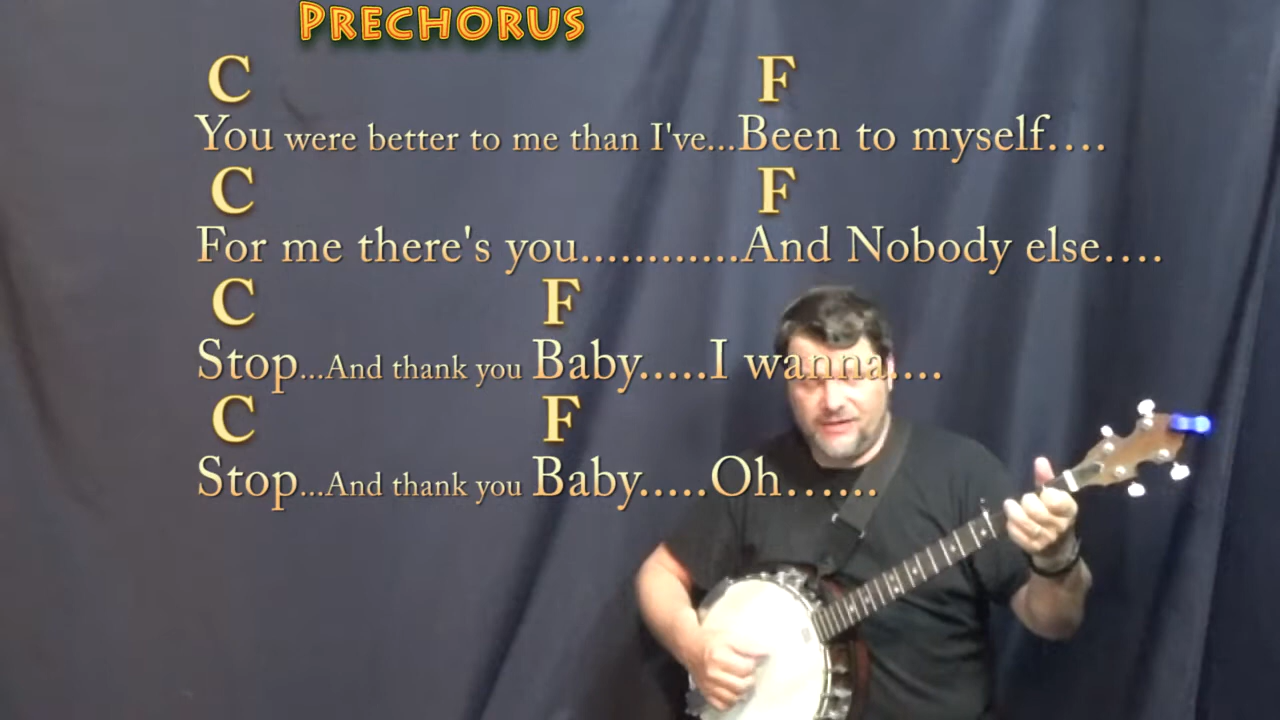 PRECHORUS
C F
You were better to me than I've...Been to myself....
C F
For me there's you............And Nobody else....
C F
Stop...And thank you Baby.....I wanna....
C F
Stop...And thank you Baby.....Oh......